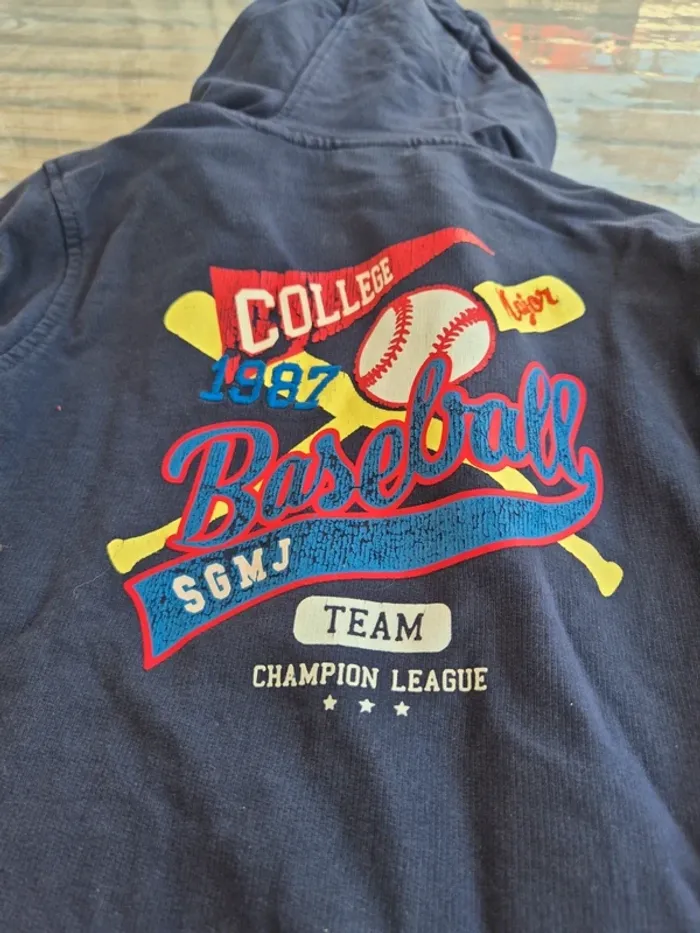 COLLEGE
Major
1987
Baseball
SGMJ
TEAM
CHAMPION LEAGUE